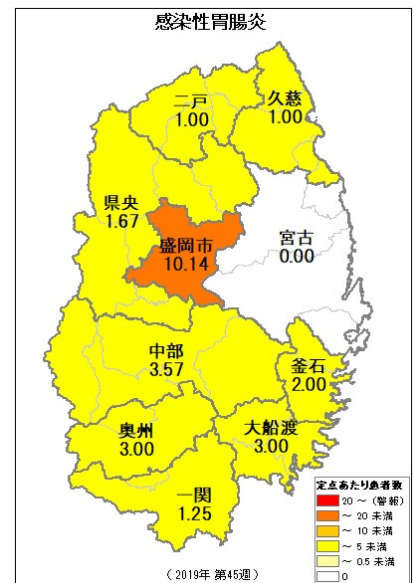 感染性胃腸炎
二戸
1.00
久慈
1.00
県央
1.67
盛岡市
10.14
宮古
0.00
中部
3.57
釜石
2.00
奥州
3.00
大船渡
3.00
一関
1.25
定点あたり患者数
20 ～ (警報)
～ 20 未満
～ 10 未満
～ 5 未満
～ 0.5 未満
0
（2019年 第45週）